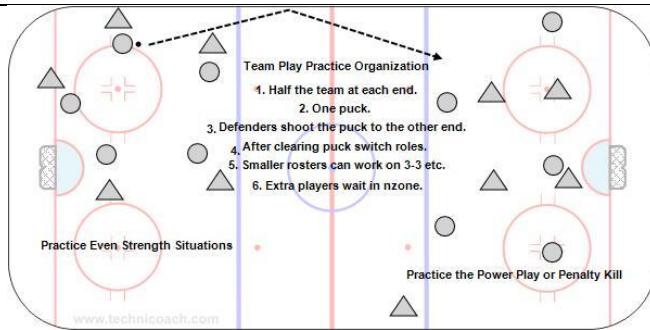 Team Play Practice Organization
1. Half the team at each end.
2. One puck.
3. Defenders shoot the puck to the other end.
4. After clearing puck switch roles.
5. Smaller rosters can work on 3-3 etc.
6. Extra players wait in nzone.
Practice Even Strength Situations
Practice the Power Play or Penalty Kill
www.technicoach.com